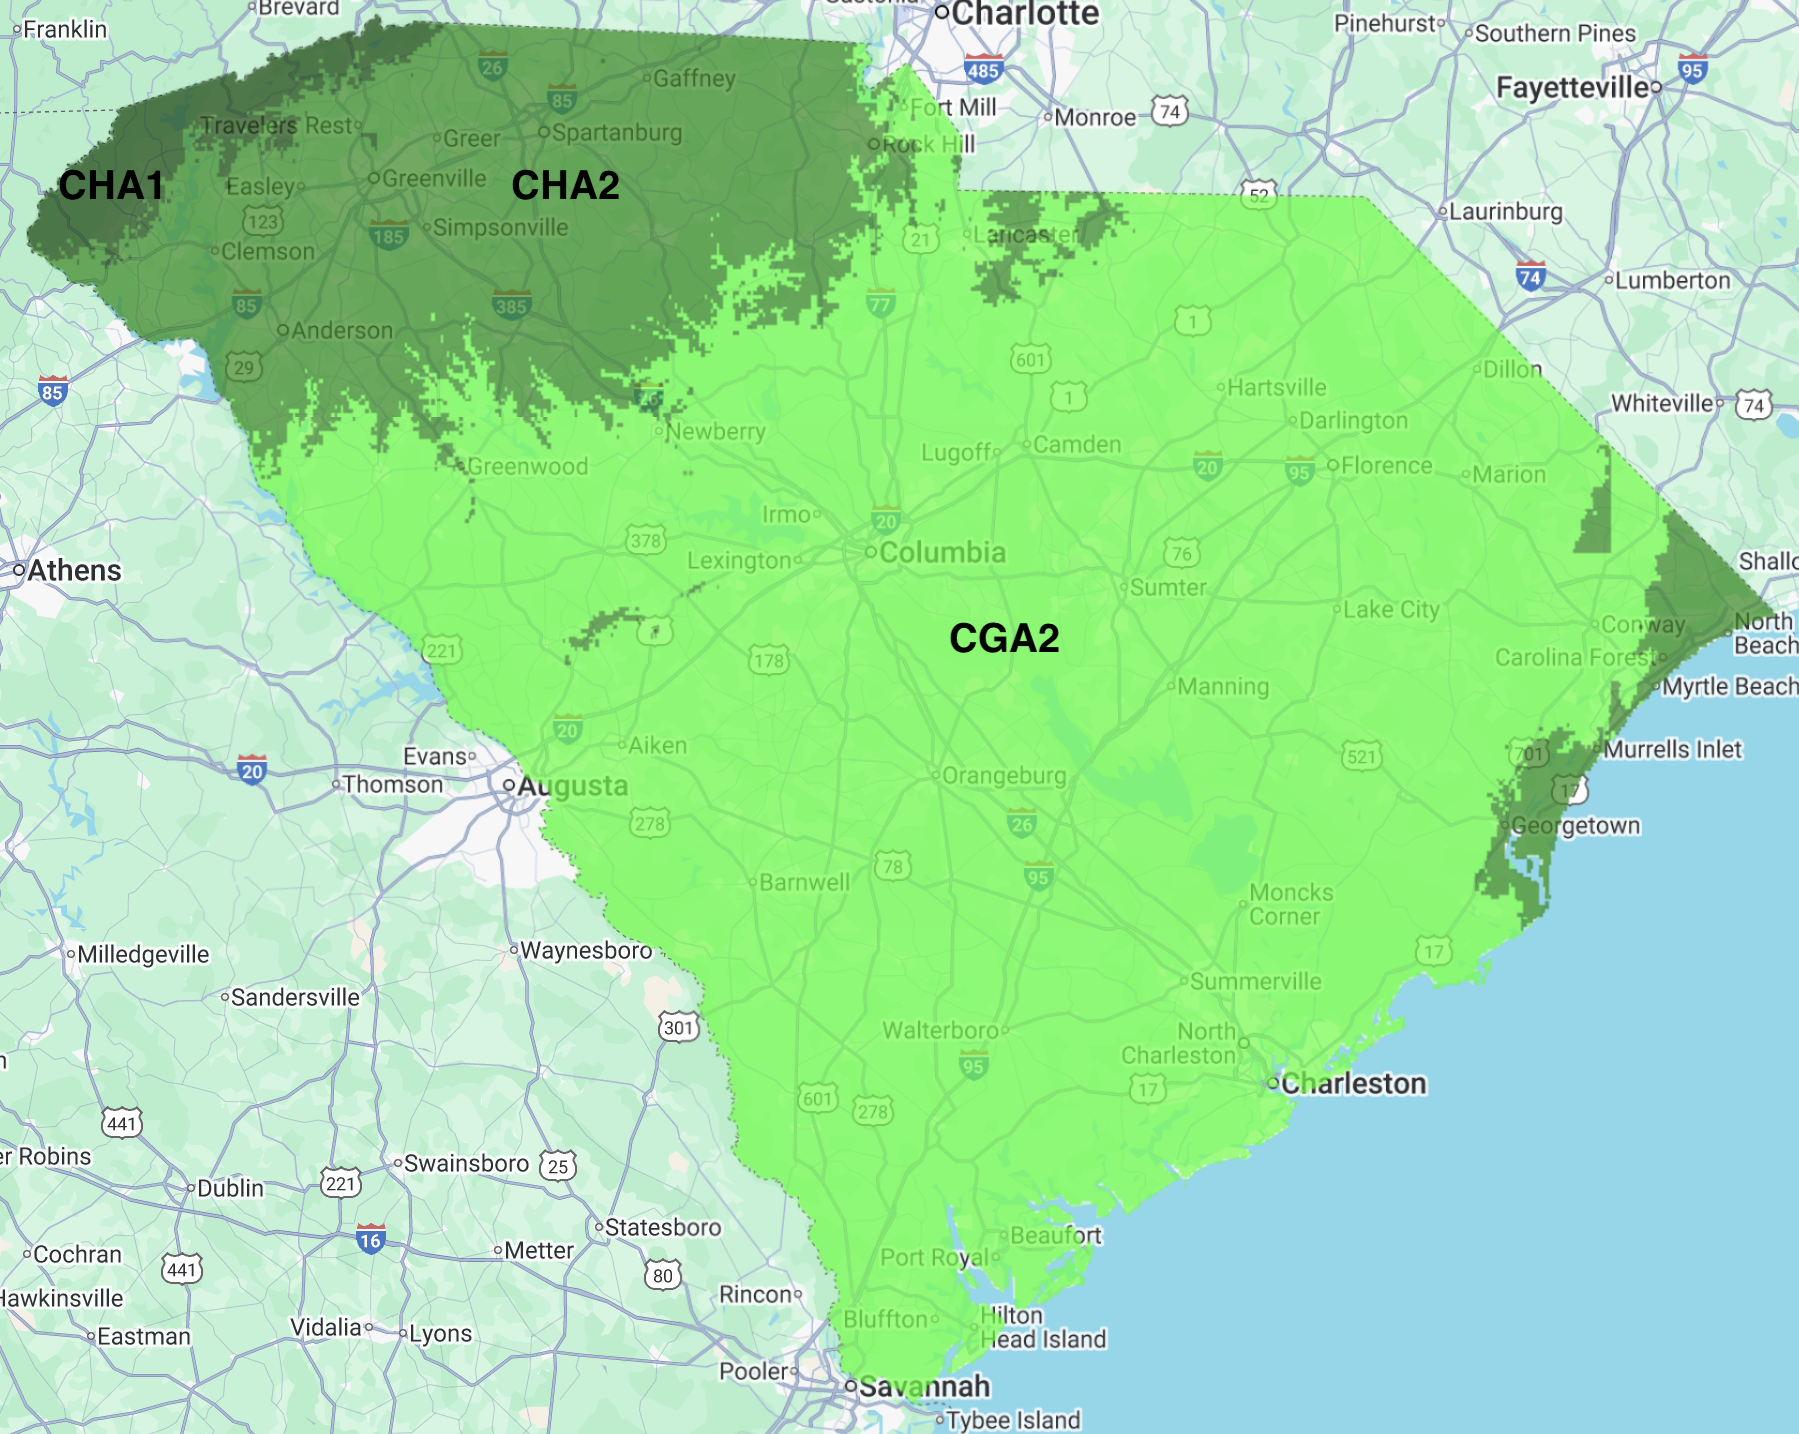 Brevard
Charlotte
Franklin
Pinehurst
Southern Pines
26
485
95
Gaffney
Fayetteville
85
Fort Mill
Monroe
74
Travelers Rest
Greer
Spartanburg
Rock Hill
CHA1
Easley
Greenville
CHA2
52
123
Laurinburg
185
Simpsonville
21
Lancaster
Clemson
74
Lumberton
85
385
77
Anderson
1
29
601
Dillon
85
26
1
Hartsville
Whiteville
74
Newberry
Darlington
Lugoff
Camden
Greenwood
20
95
Florence
Marion
Irmo
20
378
Lexington
Columbia
76
Athens
Shallo
Sumter
Lake City
221
178
CGA2
Conway
North
Beach
Carolina Forest
Manning
Myrtle Beach
20
Aiken
Evans
20
Thomson
Augusta
Orangeburg
521
701
Murrells Inlet
17
278
26
Georgetown
78
95
Barnwell
Moncks
Corner
Milledgeville
Waynesboro
17
Sandersville
Summerville
301
Walterboro
North
Charleston
n
95
Charleston
441
601
278
17
er Robins
Swainsboro
25
Dublin
221
Statesboro
Beaufort
16
Metter
Port Royal
Cochran
441
80
Hawkinsville
Rincon
Eastman
Vidalia
Lyons
Bluffton
Hilton
Head Island
Pooler
Savannah
Tybee Island